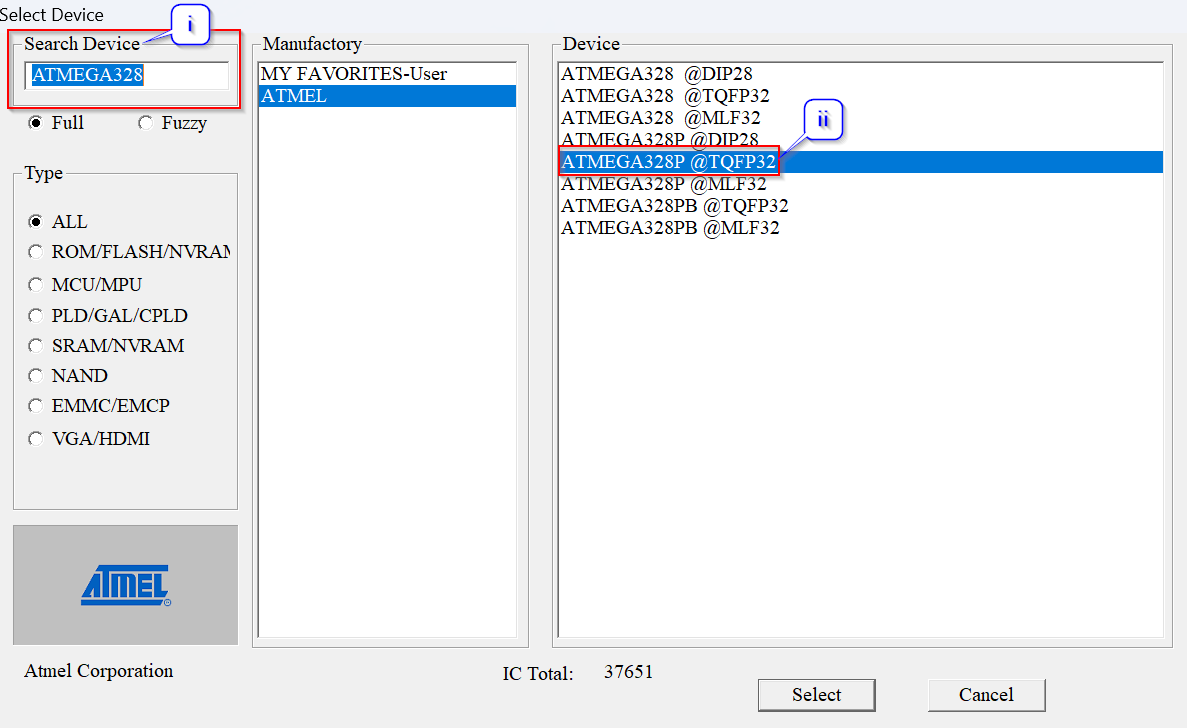 Select Device
i
Search Device
ATMEGA328
Full
Fuzzy
Type
ALL
ROM/FLASH/NVRAM
MCU/MPU
PLD/GAL/CPLD
SRAM/NVRAM
NAND
EMMC/EMCP
VGA/HDMI
ATMEL®
Atmel Corporation
Manufactory
MY FAVORITES-User
ATMEL
Device
ATMEGA328 @DIP28
ATMEGA328 @TQFP32
ATMEGA328 @MLF32
ATMEGA328P @DIP28
ATMEGA328P @TQFP32
ATMEGA328P @MLF32
ATMEGA328PB @TQFP32
ATMEGA328PB @MLF32
ii
IC Total: 37651
Select
Cancel